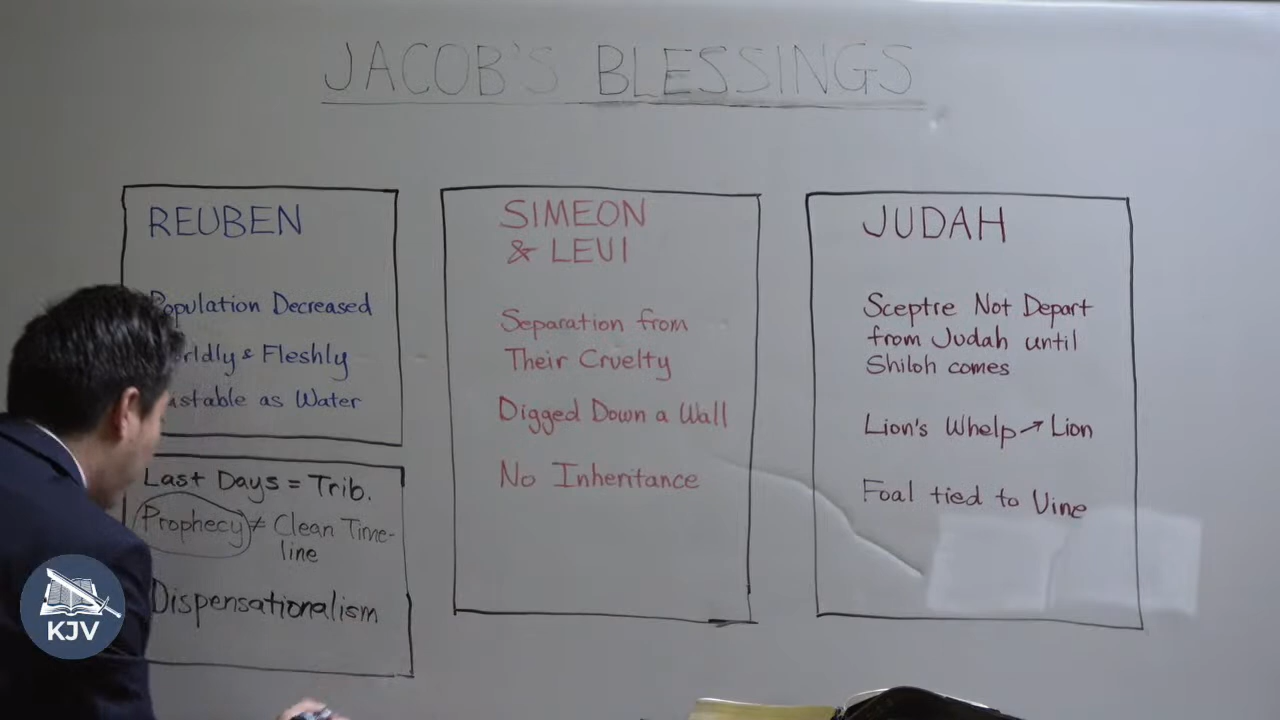 JACOB'S BLESSINGS
REUBEN
Population Decreased
& Fleshly
as Water
Last Days = Trib.
Prophecy ≠ Clean Time-
line
Dispensationalism
SIMEON
& LEVI
Separation from
Their Cruelty
Digged Down a Wall
No Inheritance
JUDAH
Sceptre Not Depart
from Judah until
Shiloh comes
Lion's Whelp → Lion
Foal tied to Vine
KJV